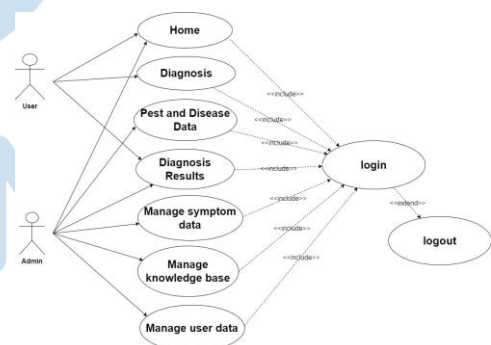 Home
Diagnosis
Pest and Disease
Data
Diagnosis
Results
Manage symptom
data
Manage
knowledge base
Manage user data
User
Admin
<<include>>
<<include>>
<<include>>
<<include>>
<<include>>
<<include>>
<<include>>
login
<<extend>>
logout